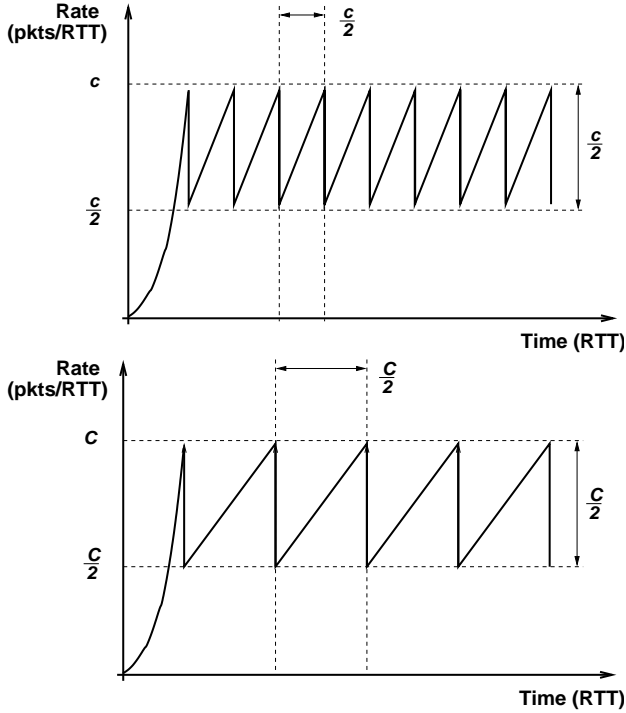 Rate
(pkts/RTT)
c/2
c
c/2
c/2
Time (RTT)
Rate
(pkts/RTT)
C/2
C
C/2
C/2
Time (RTT)